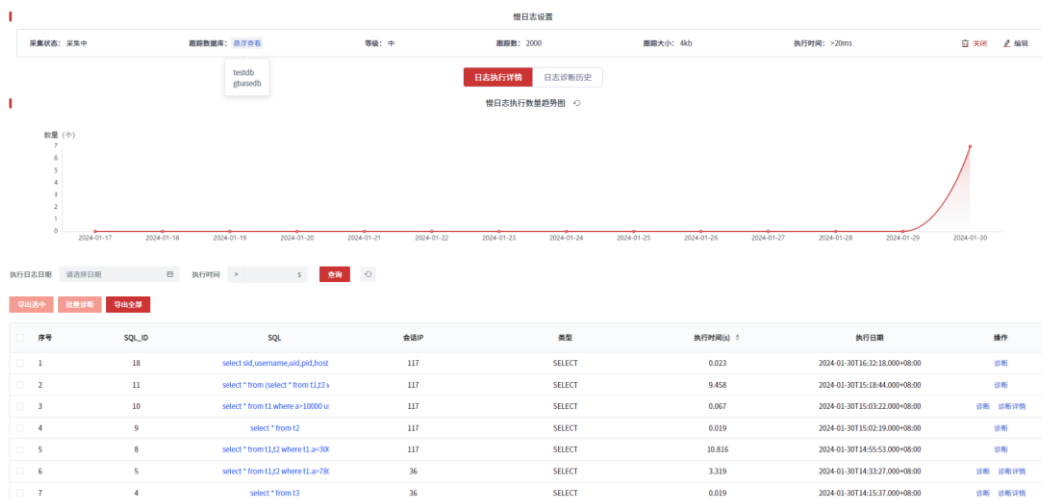 慢日志设置
采集状态: 采集中 跟踪数据库: 悬浮查看 等级: 中 跟踪数: 2000 跟踪大小: 4kb 执行时间: >20ms 关闭 编辑
testdb
gbasedb
日志执行详情 日志诊断历史
慢日志执行数量趋势图
数量(个)
7
6
5
4
3
2
1
0
2024-01-17 2024-01-18 2024-01-19 2024-01-20 2024-01-21 2024-01-22 2024-01-23 2024-01-24 2024-01-25 2024-01-26 2024-01-27 2024-01-28 2024-01-29 2024-01-30
执行日志日期 请选择日期 执行时间 > s 查询
导出选中 批量诊断 导出全部
序号 SQL_ID SQL 会话IP 类型 执行时间(s) 执行日期 操作
1 18 select sid,username,uid,pid,host 117 SELECT 0.023 2024-01-30T16:32:18.000+08:00 诊断
2 11 select * from (select * from t1,t3 117 SELECT 9.458 2024-01-30T15:18:44.000+08:00 诊断
3 10 select * from t1 where a>10000 117 SELECT 0.067 2024-01-30T15:03:22.000+08:00 诊断 诊断详情
4 9 select * from t2 117 SELECT 0.019 2024-01-30T15:02:19.000+08:00 诊断
5 8 select * from t1,t2 where t1.a<300 117 SELECT 10.816 2024-01-30T14:55:53.000+08:00 诊断
6 5 select * from t1,t2 where t1.a>780 36 SELECT 3.319 2024-01-30T14:33:27.000+08:00 诊断 诊断详情
7 4 select * from t3 36 SELECT 0.019 2024-01-30T14:15:37.000+08:00 诊断 诊断详情